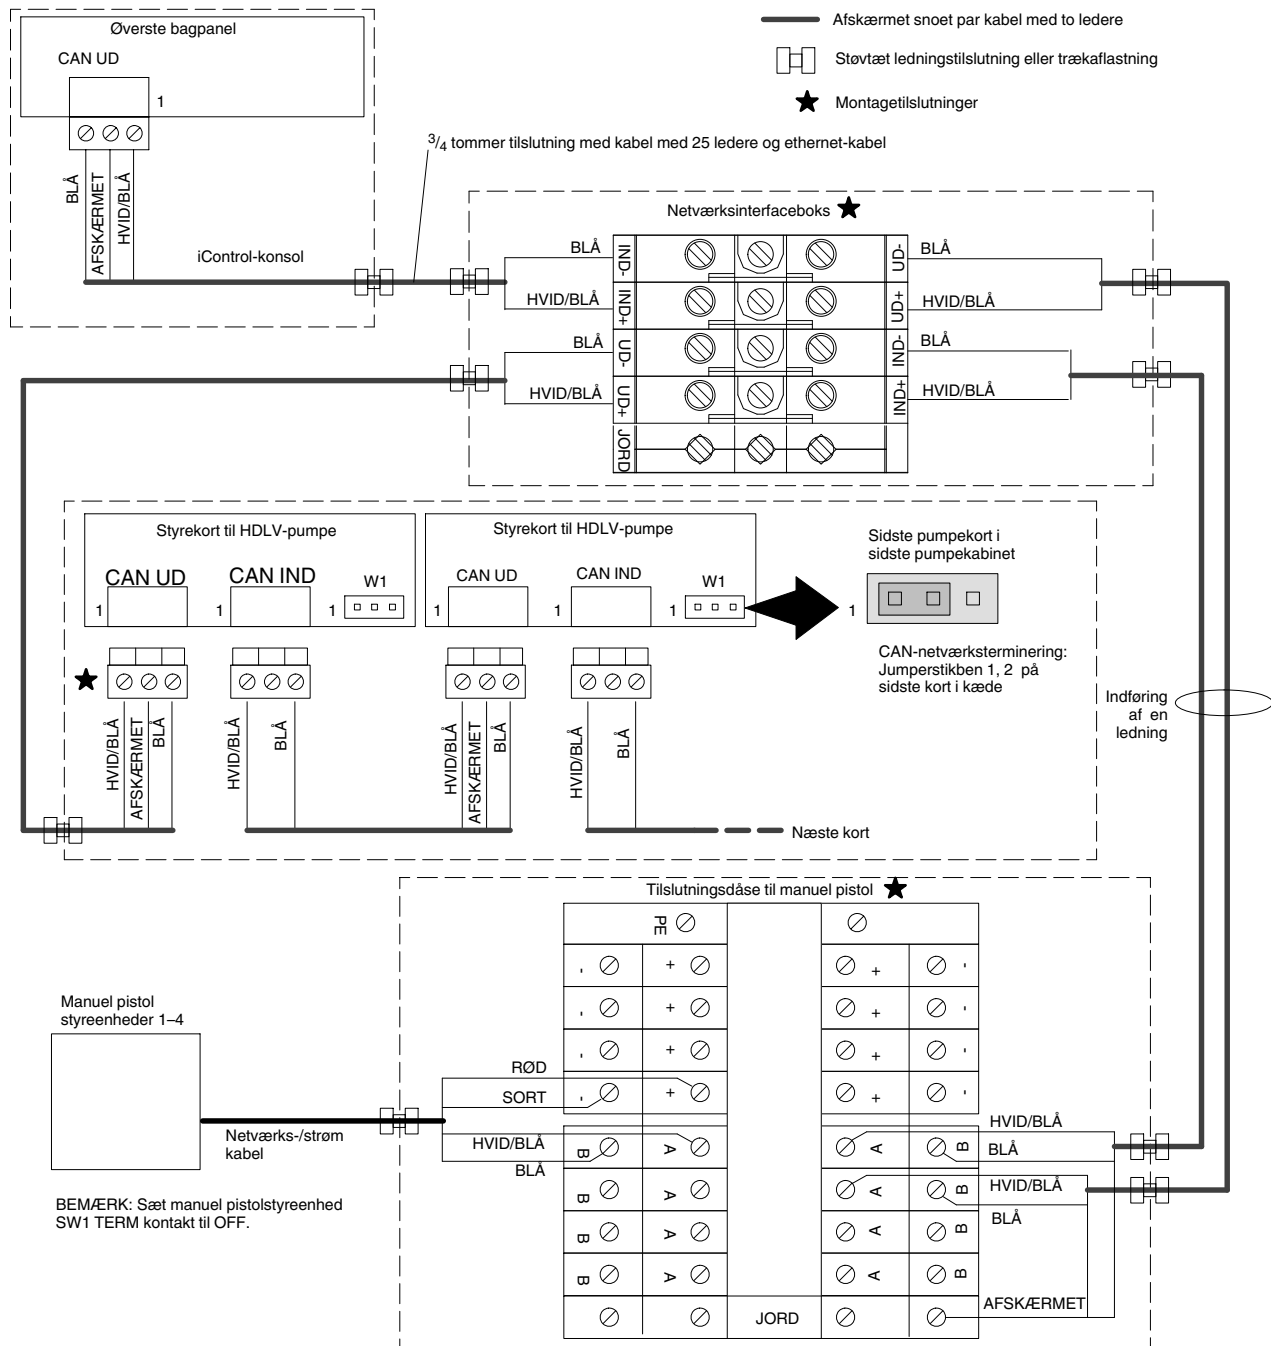 Øverste bagpanel
CAN UD
1
BLÅ
AFSKÆRMET
HVID/BLÅ
iControl-konsol
Afskærmet snoet par kabel med to ledere
Støvtæt ledningstilslutning eller trækaflastning
Montagetilslutninger
3/4 tommer tilslutning med kabel med 25 ledere og ethernet-kabel
Netværksinterfaceboks
BLÅ
IND-
UD-
BLÅ
HVID/BLÅ
IND+
UD+
HVID/BLÅ
BLÅ
UD-
IND-
BLÅ
HVID/BLÅ
UD+
IND+
HVID/BLÅ
JORD
Styrekort til HDLV-pumpe
CAN UD
CAN IND
W1
1
1
1
Styrekort til HDLV-pumpe
CAN UD
CAN IND
W1
1
1
1
Sidste pumpekort i
sidste pumpekabinet
1
CAN-netværksterminering:
Jumperstikben 1, 2 på
sidste kort i kæde
HVID/BLÅ
AFSKÆRMET
BLÅ
HVID/BLÅ
BLÅ
HVID/BLÅ
AFSKÆRMET
BLÅ
HVID/BLÅ
BLÅ
Næste kort
Indføring
af en
ledning
Tilslutningsdåse til manuel pistol
PE
- + + -
- + + -
- + + -
- + + -
B A A B
B A A B
B A A B
B A A B
JORD
Manuel pistol
styreenheder 1–4
RØD
SORT
HVID/BLÅ
BLÅ
Netværks-/strøm
kabel
HVID/BLÅ
BLÅ
HVID/BLÅ
BLÅ
AFSKÆRMET
BEMÆRK: Sæt manuel pistolstyreenhed
SW1 TERM kontakt til OFF.